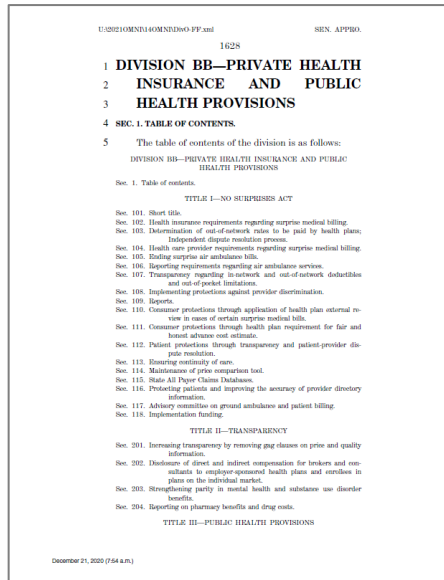 U:\2021OMNI\14OMNI\DivO-FF.xml SEN. APPRO.
1628
1 DIVISION BB—PRIVATE HEALTH
2 INSURANCE AND PUBLIC
3 HEALTH PROVISIONS
4 SEC. 1. TABLE OF CONTENTS.
5 The table of contents of the division is as follows:
DIVISION BB—PRIVATE HEALTH INSURANCE AND PUBLIC
HEALTH PROVISIONS
Sec. 1. Table of contents.
TITLE I—NO SURPRISES ACT
Sec. 101. Short title.
Sec. 102. Health insurance requirements regarding surprise medical billing.
Sec. 103. Determination of out-of-network rates to be paid by health plans;
Independent dispute resolution process.
Sec. 104. Health care provider requirements regarding surprise medical billing.
Sec. 105. Ending surprise air ambulance bills.
Sec. 106. Reporting requirements regarding air ambulance services.
Sec. 107. Transparency regarding in-network and out-of-network deductibles
and out-of-pocket limitations.
Sec. 108. Implementing protections against provider discrimination.
Sec. 109. Reports.
Sec. 110. Consumer protections through application of health plan external re-
view in cases of certain surprise medical bills.
Sec. 111. Consumer protections through health plan requirement for fair and
honest advance cost estimate.
Sec. 112. Patient protections through transparency and patient-provider dis-
pute resolution.
Sec. 113. Ensuring continuity of care.
Sec. 114. Maintenance of price comparison tool.
Sec. 115. State All Payer Claims Databases.
Sec. 116. Protecting patients and improving the accuracy of provider directory
information.
Sec. 117. Advisory committee on ground ambulance and patient billing.
Sec. 118. Implementation funding.
TITLE II—TRANSPARENCY
Sec. 201. Increasing transparency by removing gag clauses on price and quality
information.
Sec. 202. Disclosure of direct and indirect compensation for brokers and con-
sultants to employer-sponsored health plans and enrollees in
plans on the individual market.
Sec. 203. Strengthening parity in mental health and substance use disorder
benefits.
Sec. 204. Reporting on pharmacy benefits and drug costs.
TITLE III—PUBLIC HEALTH PROVISIONS
December 21, 2020 (7:54 a.m.)